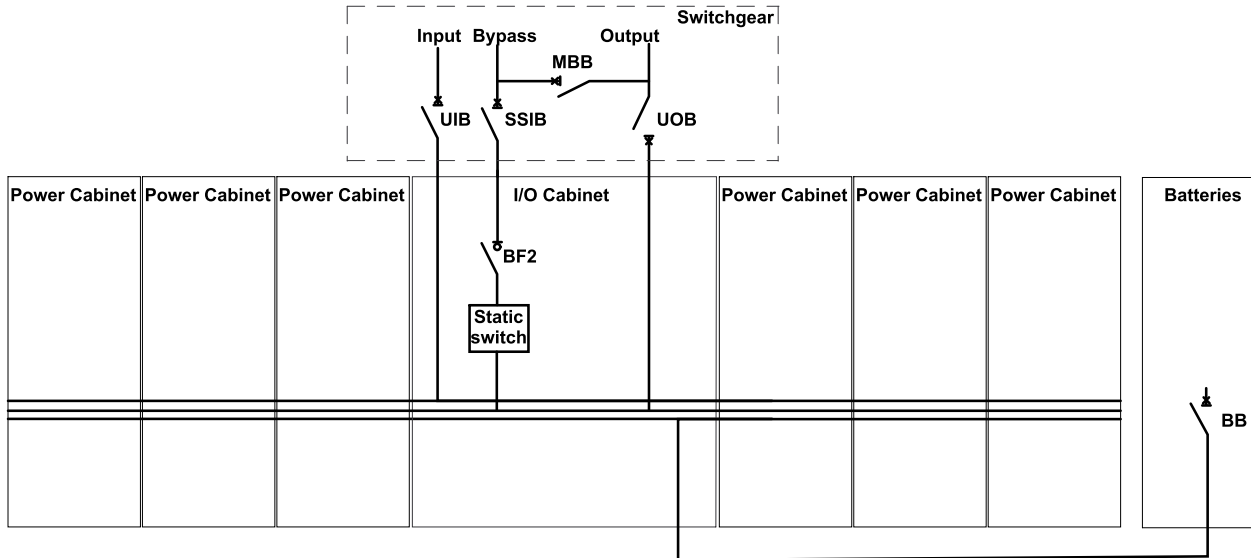 Switchgear
Input Bypass Output
MBB
UIB SSIB UOB
Power Cabinet Power Cabinet Power Cabinet I/O Cabinet Power Cabinet Power Cabinet Power Cabinet Batteries
BF2
Static
switch
BB